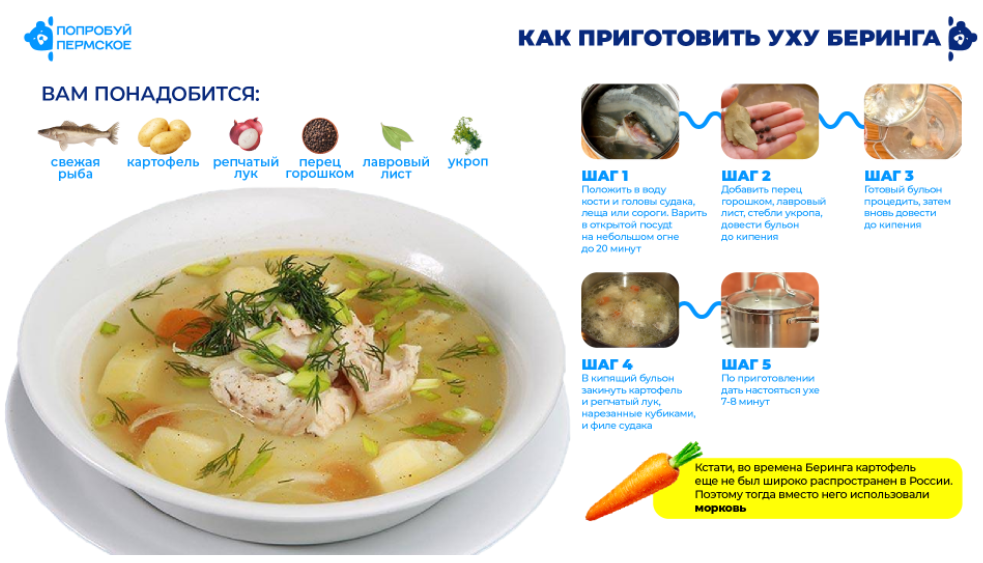 ПОПРОБУЙ
ПЕРМСКОЕ
КАК ПРИГОТОВИТЬ УХУ БЕРИНГА
ВАМ ПОНАДОБИТСЯ:
свежая
рыба
картофель
репчатый
лук
перец
горошком
лавровый
лист
укроп
ШАГ 1
Положить в воду
кости и головы судака,
леща или сороги. Варить
в открытой посудt
на небольшом огне
до 20 минут
ШАГ 2
Добавить перец
горошком, лавровый
лист, стебли укропа,
довести бульон
до кипения
ШАГ 3
Готовый бульон
процедить, затем
вновь довести
до кипения
ШАГ 4
В кипящий бульон
закинуть картофель
и репчатый лук,
нарезанные кубиками,
и филе судака
ШАГ 5
По приготовлении
дать настояться ухе
7-8 минут
Кстати, во времена Беринга картофель
еще не был широко распространен в России.
Поэтому тогда вместо него использовали
морковь